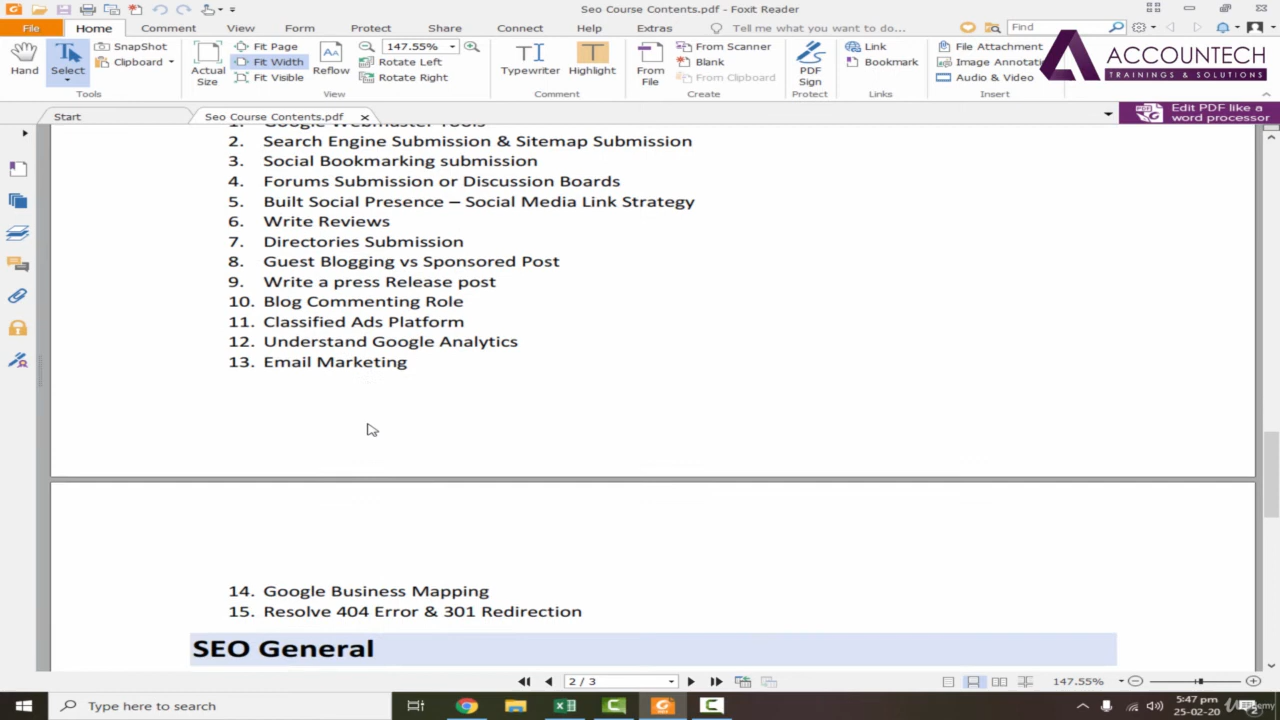 Seo Course Contents.pdf - Foxit Reader
File Home Comment View Form Protect Share Connect Extras Tell me what you want to do... Find
Hand
Select
SnapShot
Clipboard
Tools
Actual Size
Fit Page
Fit Width
Fit Visible
Reflow
147.55%
Rotate Left
Rotate Right
View
Typewriter
Highlight
Comment
From File
From Scanner
Blank
From Clipboard
Create
PDF Sign
Protect
Link
Bookmark
Links
File Attachment
Image Annotation
Audio & Video
Insert
ACCOUNTECH
TRAININGS & SOLUTIONS
Start
Seo Course Contents.pdf
Edit PDF like a
word processor
1. Google Webmaster Tools
2. Search Engine Submission & Sitemap Submission
3. Social Bookmarking submission
4. Forums Submission or Discussion Boards
5. Built Social Presence – Social Media Link Strategy
6. Write Reviews
7. Directories Submission
8. Guest Blogging vs Sponsored Post
9. Write a press Release post
10. Blog Commenting Role
11. Classified Ads Platform
12. Understand Google Analytics
13. Email Marketing
14. Google Business Mapping
15. Resolve 404 Error & 301 Redirection
SEO General
2 / 3
147.55%
Type here to search
5:47 pm
25-02-20
Udemy